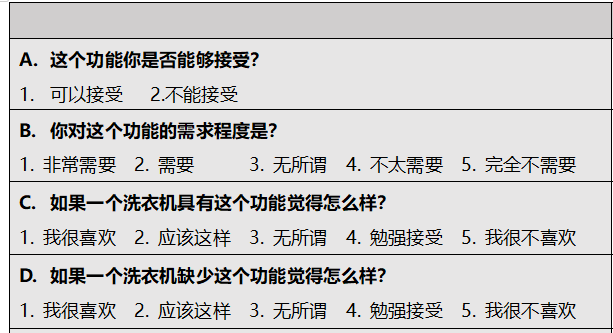 A. 这个功能你是否能够接受?
1. 可以接受 2.不能接受
B. 你对这个功能的需求程度是?
1. 非常需要 2. 需要 3. 无所谓 4. 不太需要 5. 完全不需要
C. 如果一个洗衣机具有这个功能觉得怎么样?
1. 我很喜欢 2. 应该这样 3. 无所谓 4. 勉强接受 5. 我很不喜欢
D. 如果一个洗衣机缺少这个功能觉得怎么样?
1. 我很喜欢 2. 应该这样 3. 无所谓 4. 勉强接受 5. 我很不喜欢